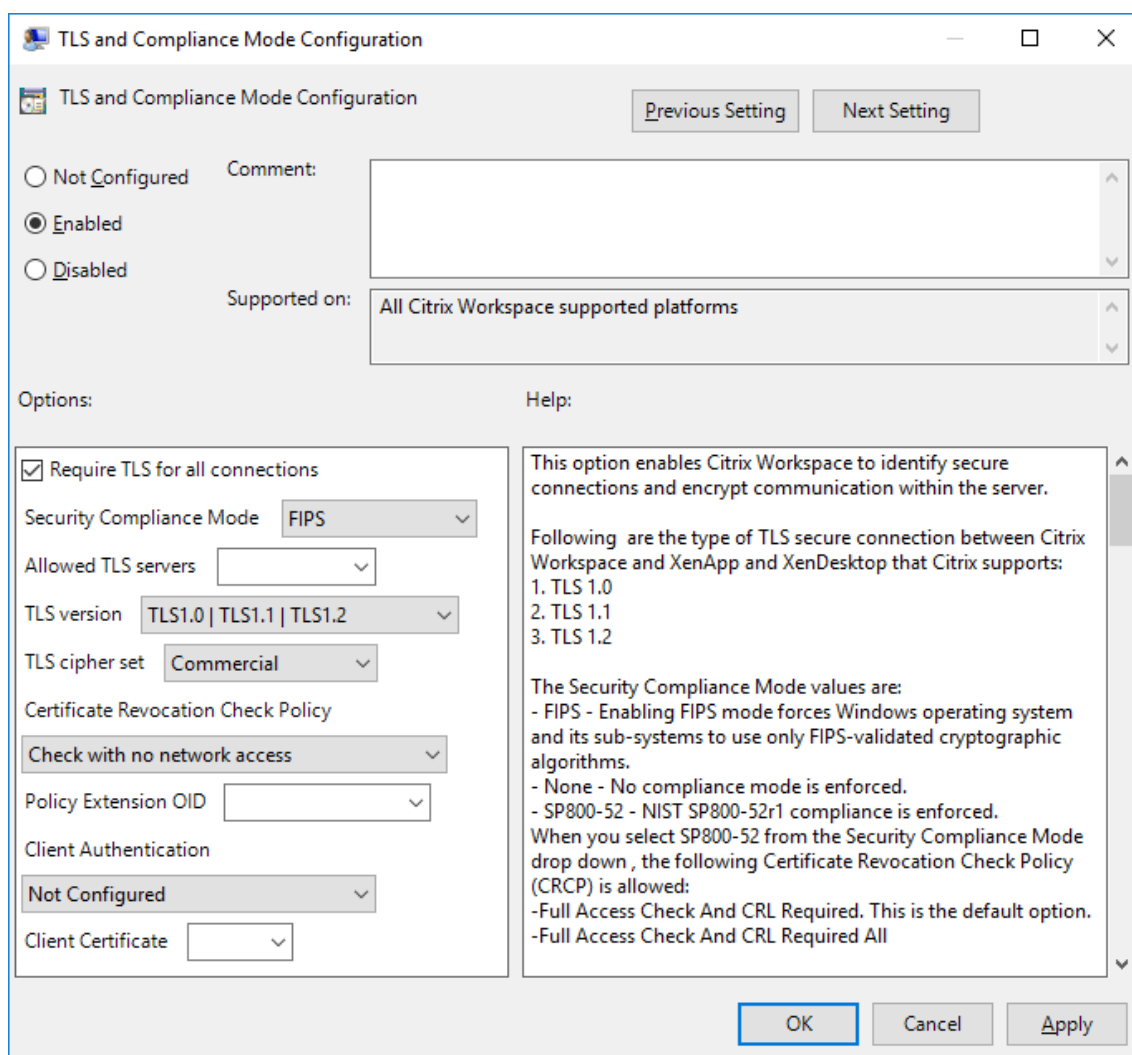 TLS and Compliance Mode Configuration
TLS and Compliance Mode Configuration
Previous Setting
Next Setting
Not Configured
Enabled
Disabled
Comment:
Supported on:
All Citrix Workspace supported platforms
Options:
Help:
Require TLS for all connections
Security Compliance Mode
FIPS
Allowed TLS servers
TLS version
TLS1.0 | TLS1.1 | TLS1.2
TLS cipher set
Commercial
Certificate Revocation Check Policy
Check with no network access
Policy Extension OID
Client Authentication
Not Configured
Client Certificate
This option enables Citrix Workspace to identify secure
connections and encrypt communication within the server.
Following  are the type of TLS secure connection between Citrix
Workspace and XenApp and XenDesktop that Citrix supports:
1. TLS 1.0
2. TLS 1.1
3. TLS 1.2
The Security Compliance Mode values are:
- FIPS - Enabling FIPS mode forces Windows operating system
and its sub-systems to use only FIPS-validated cryptographic
algorithms.
- None - No compliance mode is enforced.
- SP800-52 - NIST SP800-52r1 compliance is enforced.
When you select SP800-52 from the Security Compliance Mode
drop down , the following Certificate Revocation Check Policy
(CRCP) is allowed:
-Full Access Check And CRL Required. This is the default option.
-Full Access Check And CRL Required All
OK
Cancel
Apply